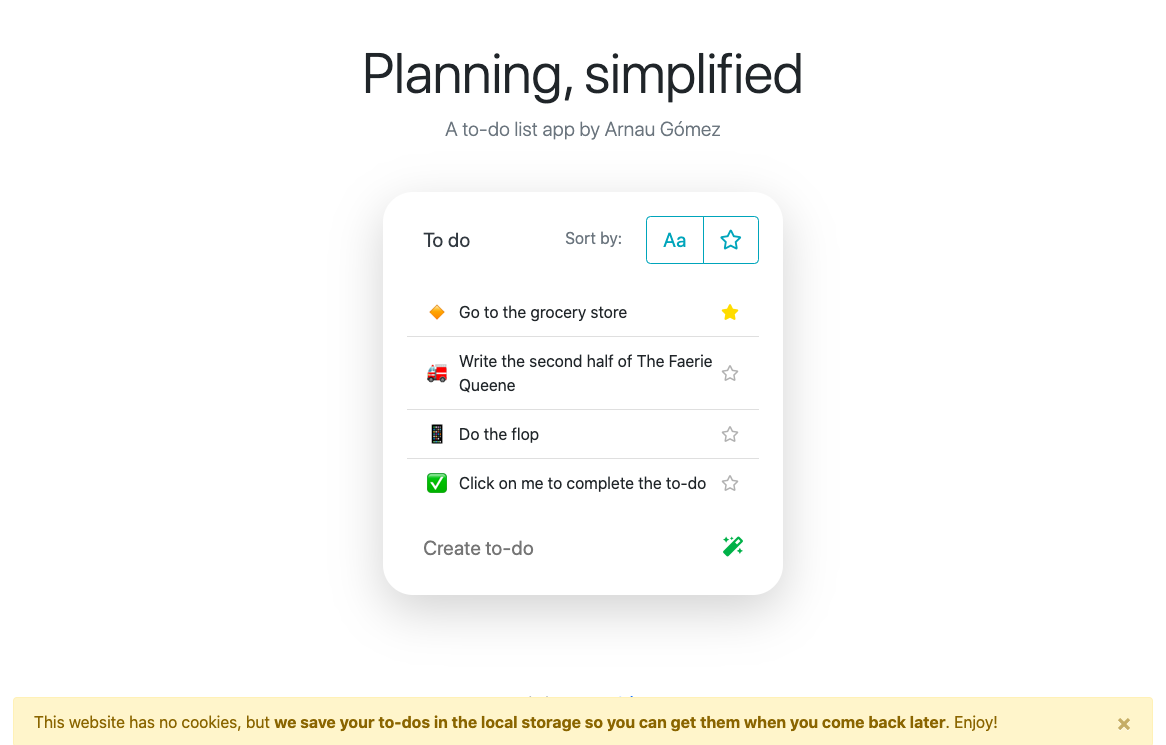 Planning, simplified
A to-do list app by Arnau Gómez
To do
Sort by:
Aa
Go to the grocery store
Write the second half of The Faerie
Queene
Do the flop
Click on me to complete the to-do
Create to-do
This website has no cookies, but we save your to-dos in the local storage so you can get them when you come back later. Enjoy!
×